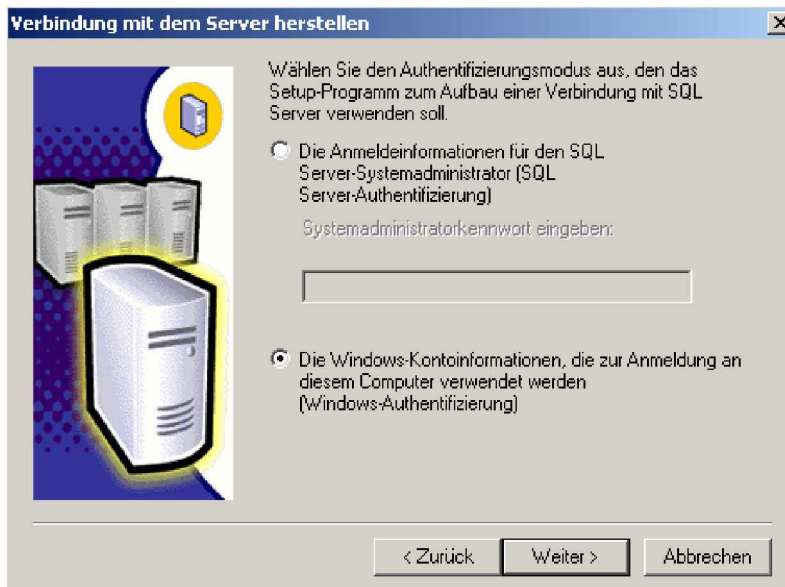 Verbindung mit dem Server herstellen
Wählen Sie den Authentifizierungsmodus aus, den das
Setup-Programm zum Aufbau einer Verbindung mit SQL
Server verwenden soll.
Die Anmeldeinformationen für den SQL
Server-Systemadministrator (SQL
Server-Authentifizierung)
Systemadministratorkennwort eingeben:
Die Windows-Kontoinformationen, die zur Anmeldung an
diesem Computer verwendet werden
(Windows-Authentifizierung)
< Zurück
Weiter >
Abbrechen